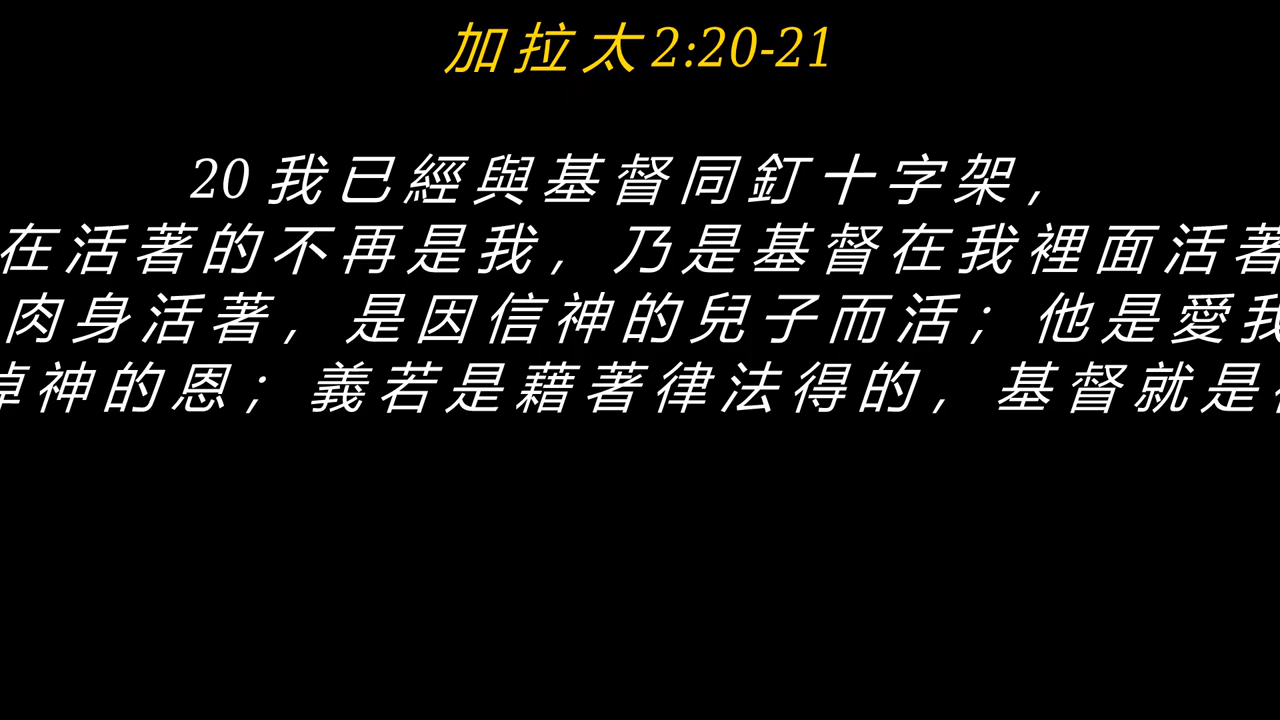 加拉太2:20-21
20 我已經與基督同釘十字架,
在活著的不再是我, 乃是基督在我裡面活著
肉身活著, 是因信神的兒子而活; 他是愛我
神的恩; 義若是藉著律法得的, 基督就是